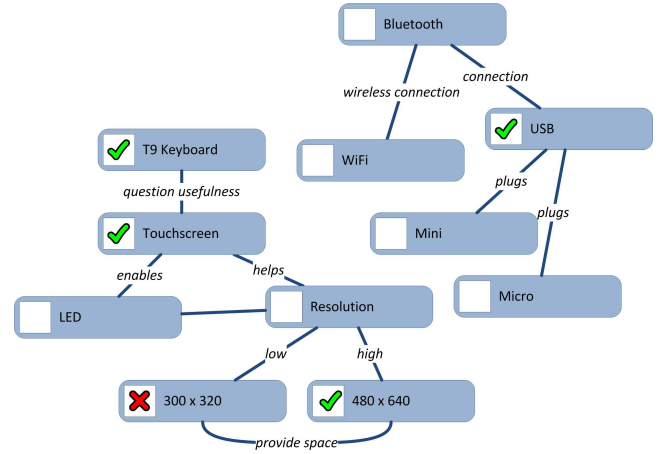 Bluetooth
connection
wireless connection
USB
T9 Keyboard
WiFi
plugs
question usefulness
plugs
Touchscreen
Mini
helps
enables
Micro
Resolution
LED
low
high
300 x 320
480 x 640
provide space